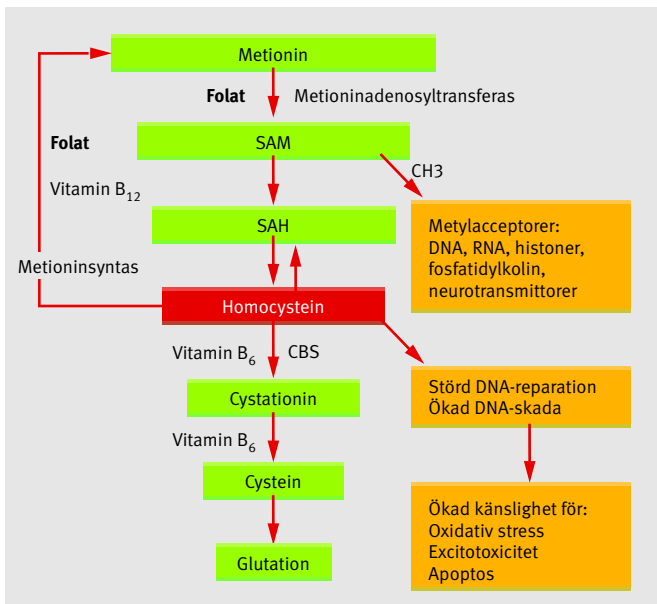 Metionin
Folat Metioninadenosyltransferas
Folat
SAM
CH3
Vitamin B12
SAH
Metylacceptorer:
DNA, RNA, histoner,
fosfatidylkolin,
neurotransmittorer
Metioninsyntas
Homocystein
Vitamin B6 CBS
Störd DNA-reparation
Ökad DNA-skada
Cystationin
Vitamin B6
Cystein
Ökad känslighet för:
Oxidativ stress
Excitotoxicitet
Apoptos
Glutation